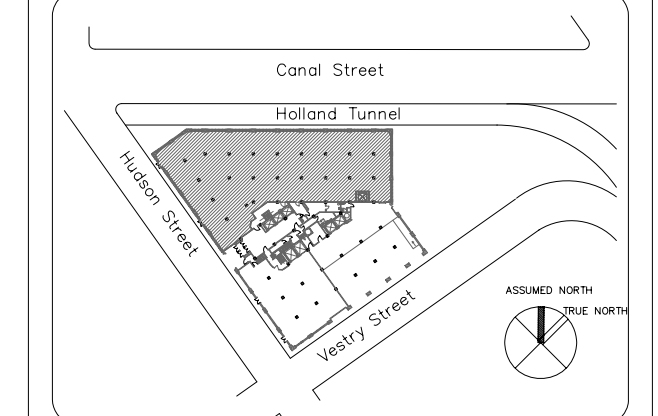 Canal Street
Holland Tunnel
Hudson Street
Vestry Street
ASSUMED NORTH
TRUE NORTH